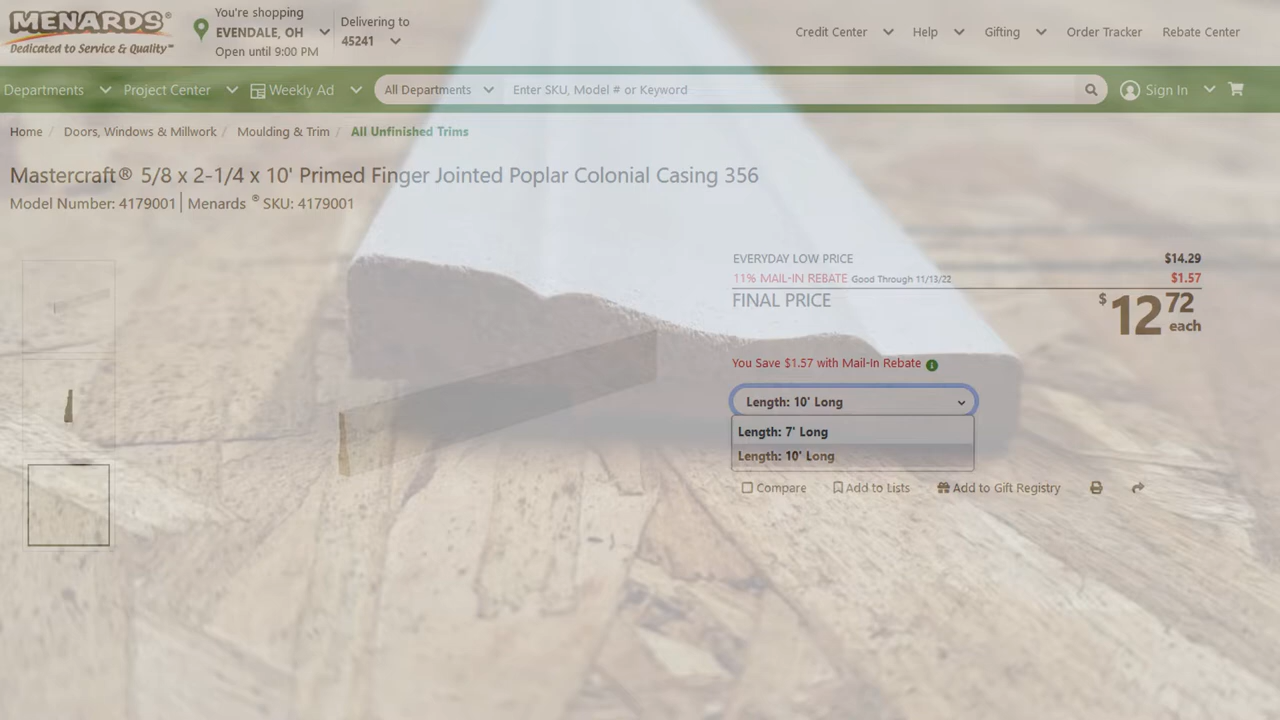 MENARDS®
Dedicated to Service & Quality™
You're shopping
EVENDALE, OH
Open until 9:00 PM
Delivering to
45241
Credit Center
Help
Gifting
Order Tracker
Rebate Center
Departments
Project Center
Weekly Ad
All Departments
Enter SKU, Model # or Keyword
Sign In
Home / Doors, Windows & Millwork / Moulding & Trim / All Unfinished Trims
Mastercraft® 5/8 x 2-1/4 x 10' Primed Finger Jointed Poplar Colonial Casing 356
Model Number: 4179001 | Menards ® SKU: 4179001
EVERYDAY LOW PRICE $14.29
11% MAIL-IN REBATE Good Through 11/13/22 $1.57
FINAL PRICE $12 72 each
You Save $1.57 with Mail-In Rebate
Length: 10' Long
Length: 7' Long
Length: 10' Long
Compare
Add to Lists
Add to Gift Registry